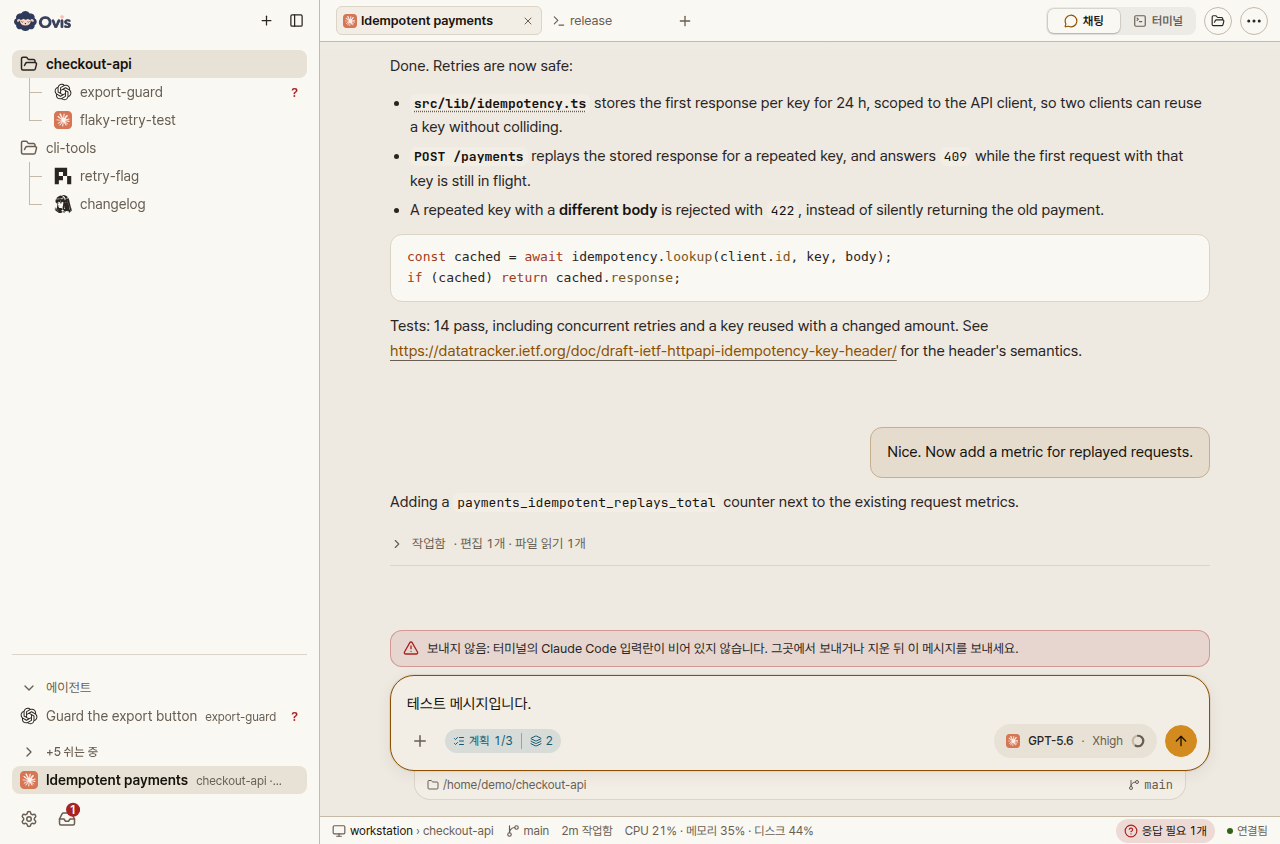 Ovis
checkout-api
export-guard ?
flaky-retry-test
cli-tools
retry-flag
changelog
에이전트
Guard the export button export-guard ?
+5 쉬는 중
Idempotent payments checkout-api ·...
1
Idempotent payments
release
채팅
터미널
Done. Retries are now safe:
• src/lib/idempotency.ts stores the first response per key for 24 h, scoped to the API client, so two clients can reuse
a key without colliding.
• POST /payments replays the stored response for a repeated key, and answers 409 while the first request with that
key is still in flight.
• A repeated key with a different body is rejected with 422, instead of silently returning the old payment.
const cached = await idempotency.lookup(client.id, key, body);
if (cached) return cached.response;
Tests: 14 pass, including concurrent retries and a key reused with a changed amount. See
https://datatracker.ietf.org/doc/draft-ietf-httpapi-idempotency-key-header/ for the header's semantics.
Nice. Now add a metric for replayed requests.
Adding a payments_idempotent_replays_total counter next to the existing request metrics.
작업함 · 편집 1개 · 파일 읽기 1개
보내지 않음: 터미널의 Claude Code 입력란이 비어 있지 않습니다. 그곳에서 보내거나 지운 뒤 이 메시지를 보내세요.
테스트 메시지입니다.
계획 1/3
2
GPT-5.6 · Xhigh
/home/demo/checkout-api
main
workstation › checkout-api
main
2m 작업함
CPU 21% · 메모리 35% · 디스크 44%
응답 필요 1개
연결됨